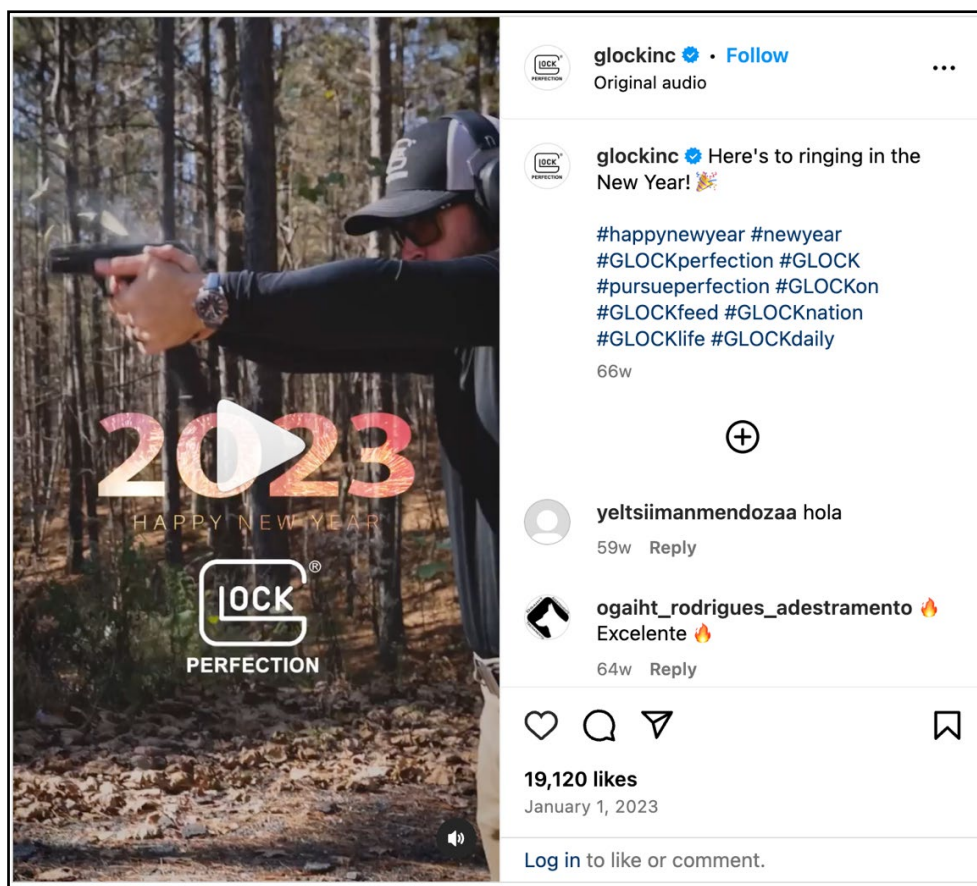 glockinc • Follow
Original audio
LOCK
PERFECTION
glockinc Here's to ringing in the
New Year! 🎉
#happynewyear #newyear
#GLOCKperfection #GLOCK
#pursueperfection #GLOCKon
#GLOCKfeed #GLOCKnation
#GLOCKlife #GLOCKdaily
66w
yeltsiimanmendozaa hola
59w Reply
ogaiht_rodrigues_adestramento 🔥
Excelente 🔥
64w Reply
19,120 likes
January 1, 2023
Log in to like or comment.
2023
HAPPY NEW YEAR
GLOCK®
PERFECTION